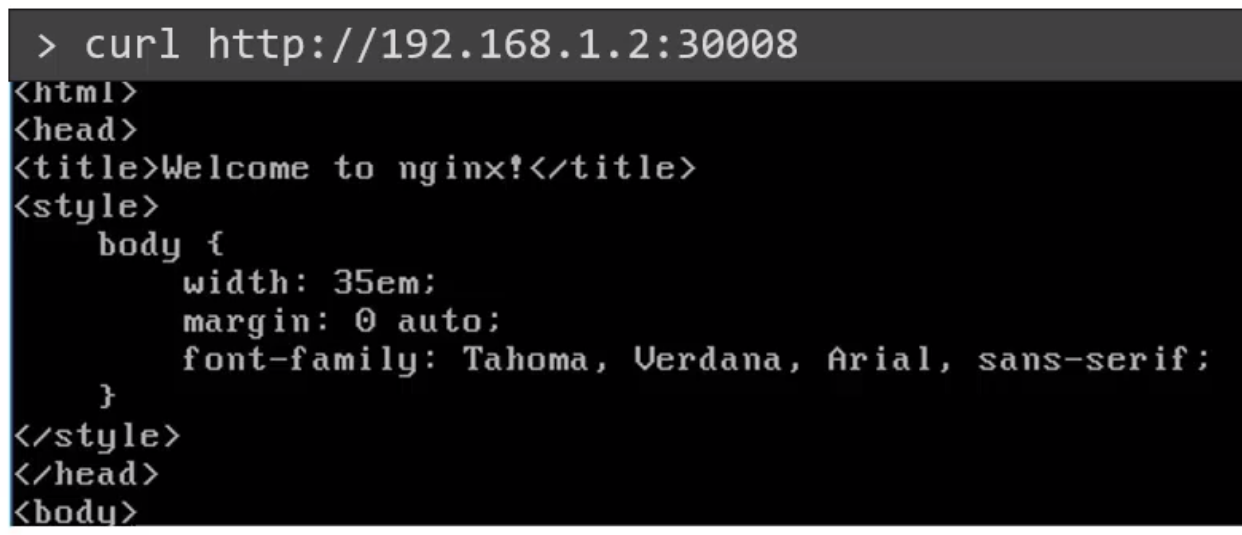 > curl http://192.168.1.2:30008
<html>
<head>
<title>Welcome to nginx!</title>
<style>
    body {
        width: 35em;
        margin: 0 auto;
        font-family: Tahoma, Verdana, Arial, sans-serif;
    }
</style>
</head>
<body>